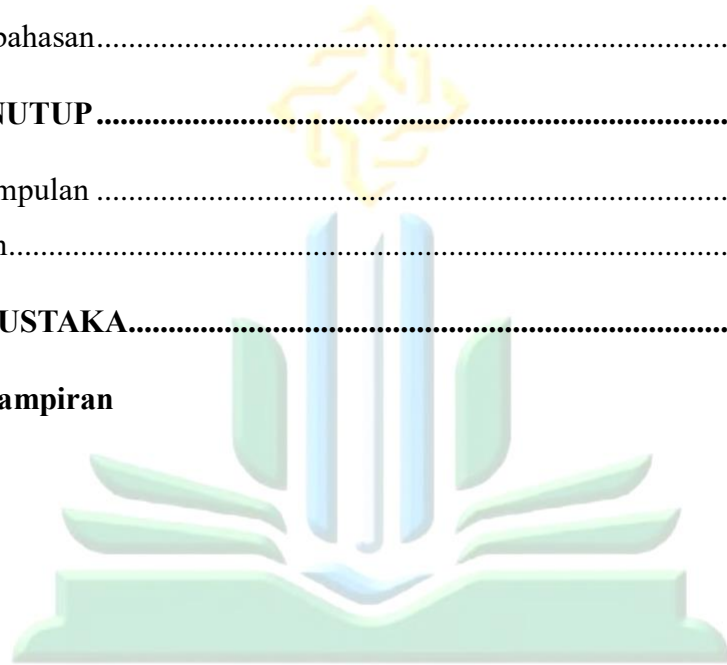 bahasan........................................................................
NUTUP........................................................................
mpulan........................................................................
n........................................................................
USTAKA........................................................................
ampiran